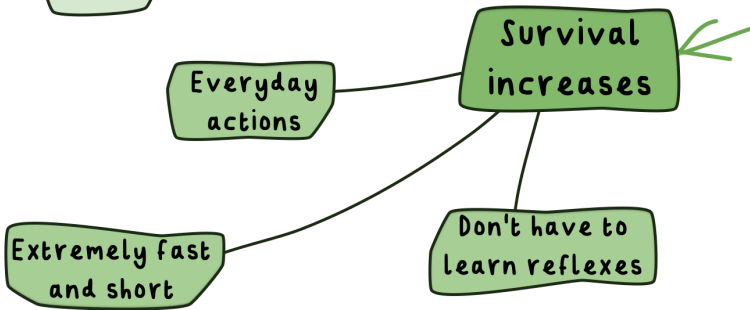 Survival
increases
Everyday
actions
Extremely fast
and short
Don't have to
learn reflexes